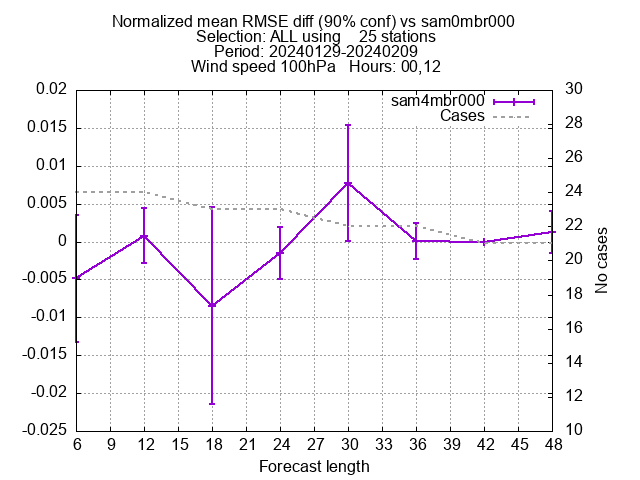 Normalized mean RMSE diff (90% conf) vs sam0mbr000
Selection: ALL using    25 stations
Period: 20240129-20240209
Wind speed 100hPa   Hours: 00,12
0.02
0.015
0.01
0.005
0
-0.005
-0.01
-0.015
-0.02
-0.025
30
28
26
24
22
20
18
16
14
12
10
sam4mbr000
Cases
No cases
6 9 12 15 18 21 24 27 30 33 36 39 42 45 48
Forecast length